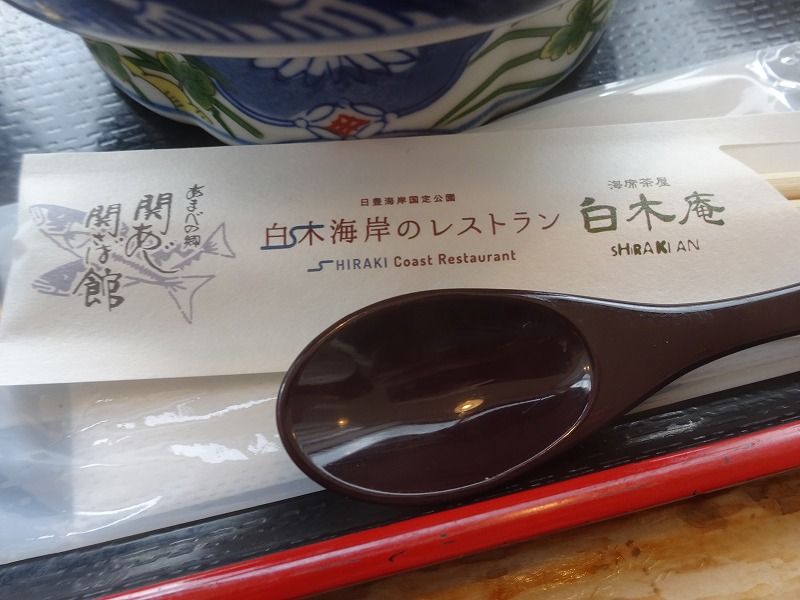 あまべの郷
関あじ
関さば館
日豊海岸国定公園
白木海岸のレストラン
SHIRAKI Coast Restaurant
海席茶屋
白木庵
SHIRAKI AN